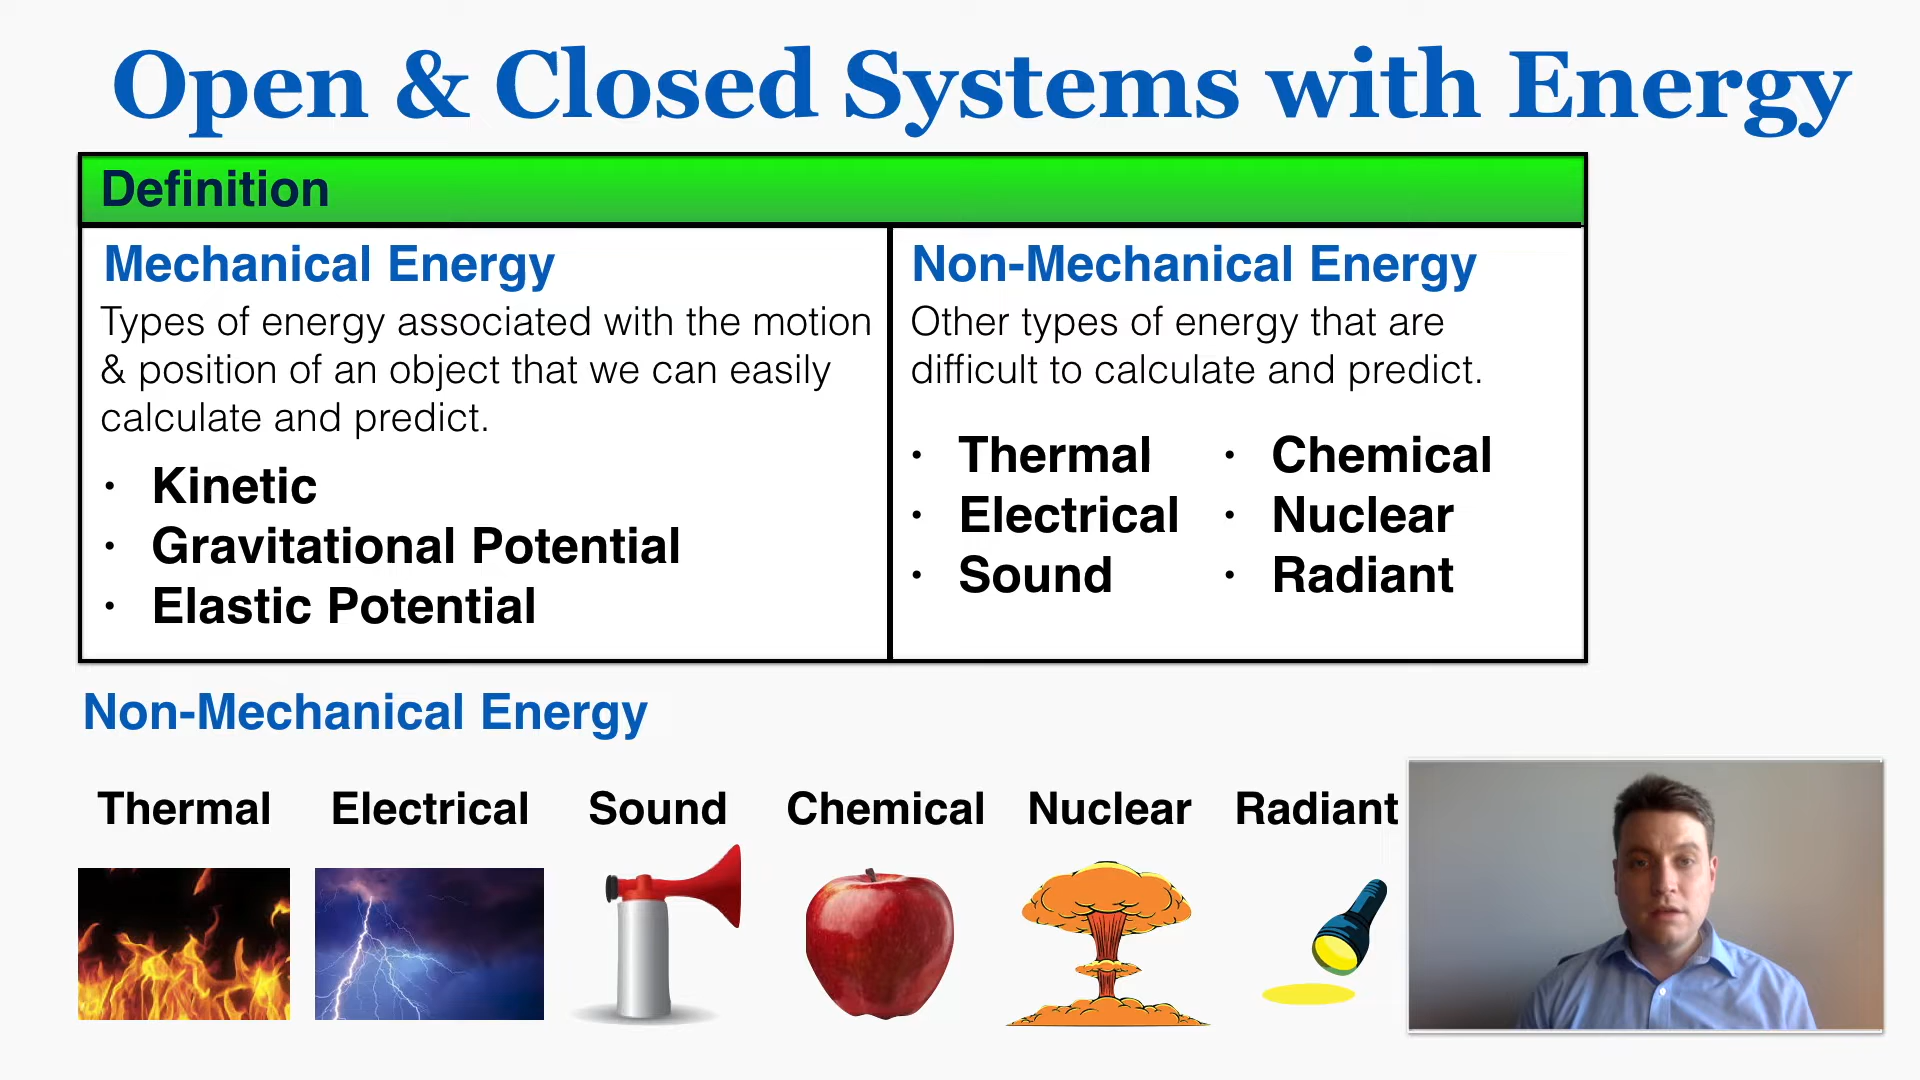 Open & Closed Systems with Energy
Definition
Mechanical Energy
Types of energy associated with the motion
& position of an object that we can easily
calculate and predict.
· Kinetic
· Gravitational Potential
· Elastic Potential
Non-Mechanical Energy
Other types of energy that are
difficult to calculate and predict.
· Thermal
· Electrical
· Sound
· Chemical
· Nuclear
· Radiant
Non-Mechanical Energy
Thermal Electrical Sound Chemical Nuclear Radiant